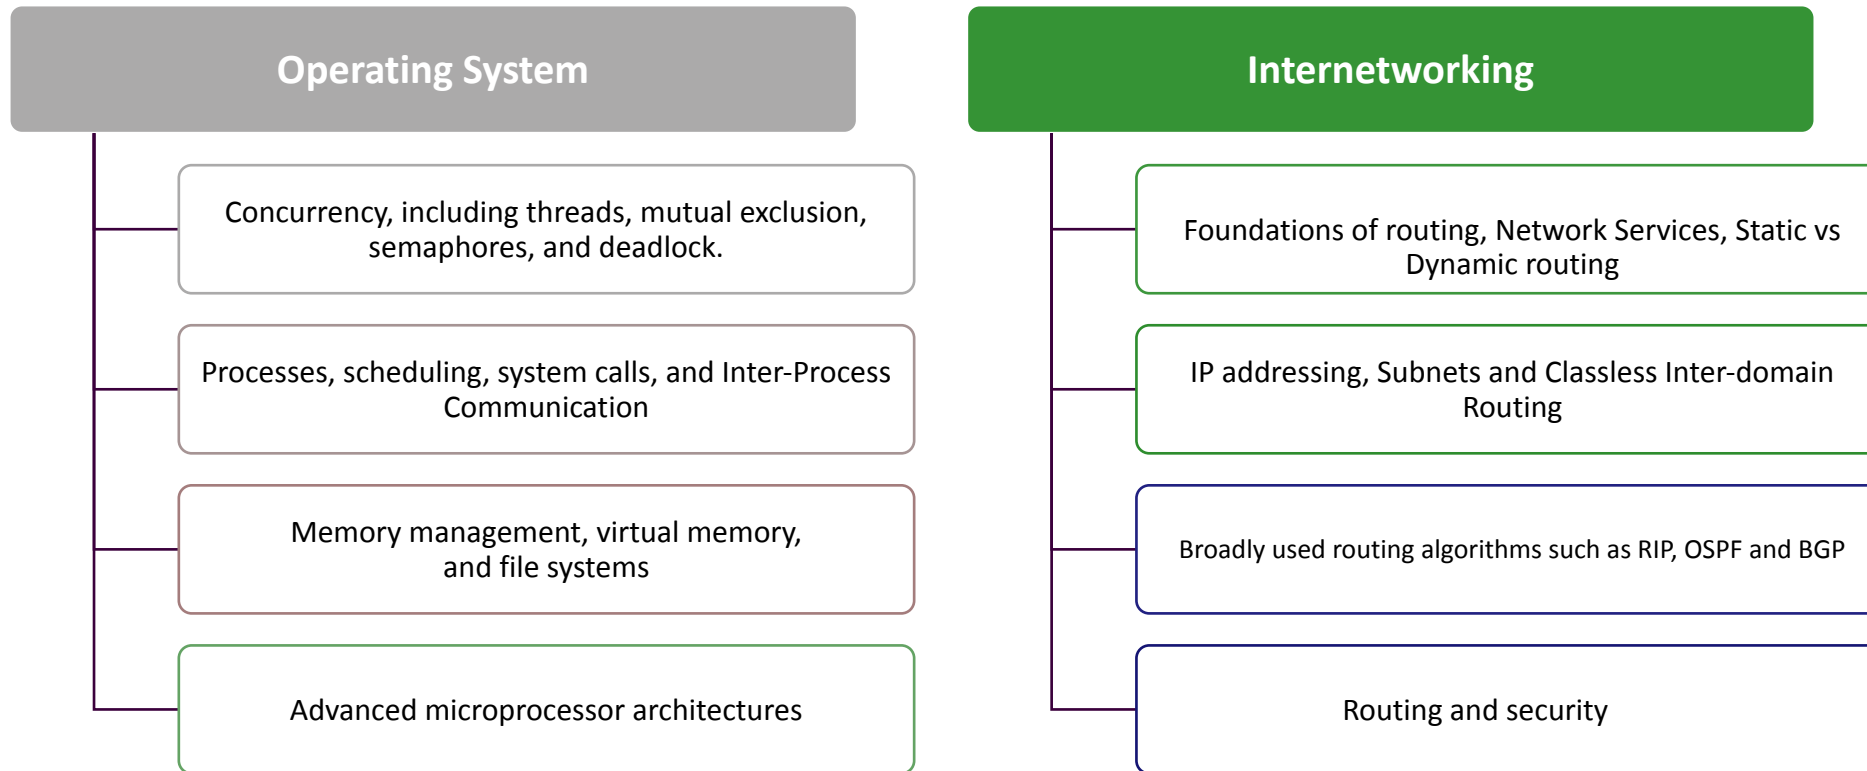 Operating System
Concurrency, including threads, mutual exclusion,
semaphores, and deadlock.
Processes, scheduling, system calls, and Inter-Process
Communication
Memory management, virtual memory,
and file systems
Advanced microprocessor architectures
Internetworking
Foundations of routing, Network Services, Static vs
Dynamic routing
IP addressing, Subnets and Classless Inter-domain
Routing
Broadly used routing algorithms such as RIP, OSPF and BGP
Routing and security